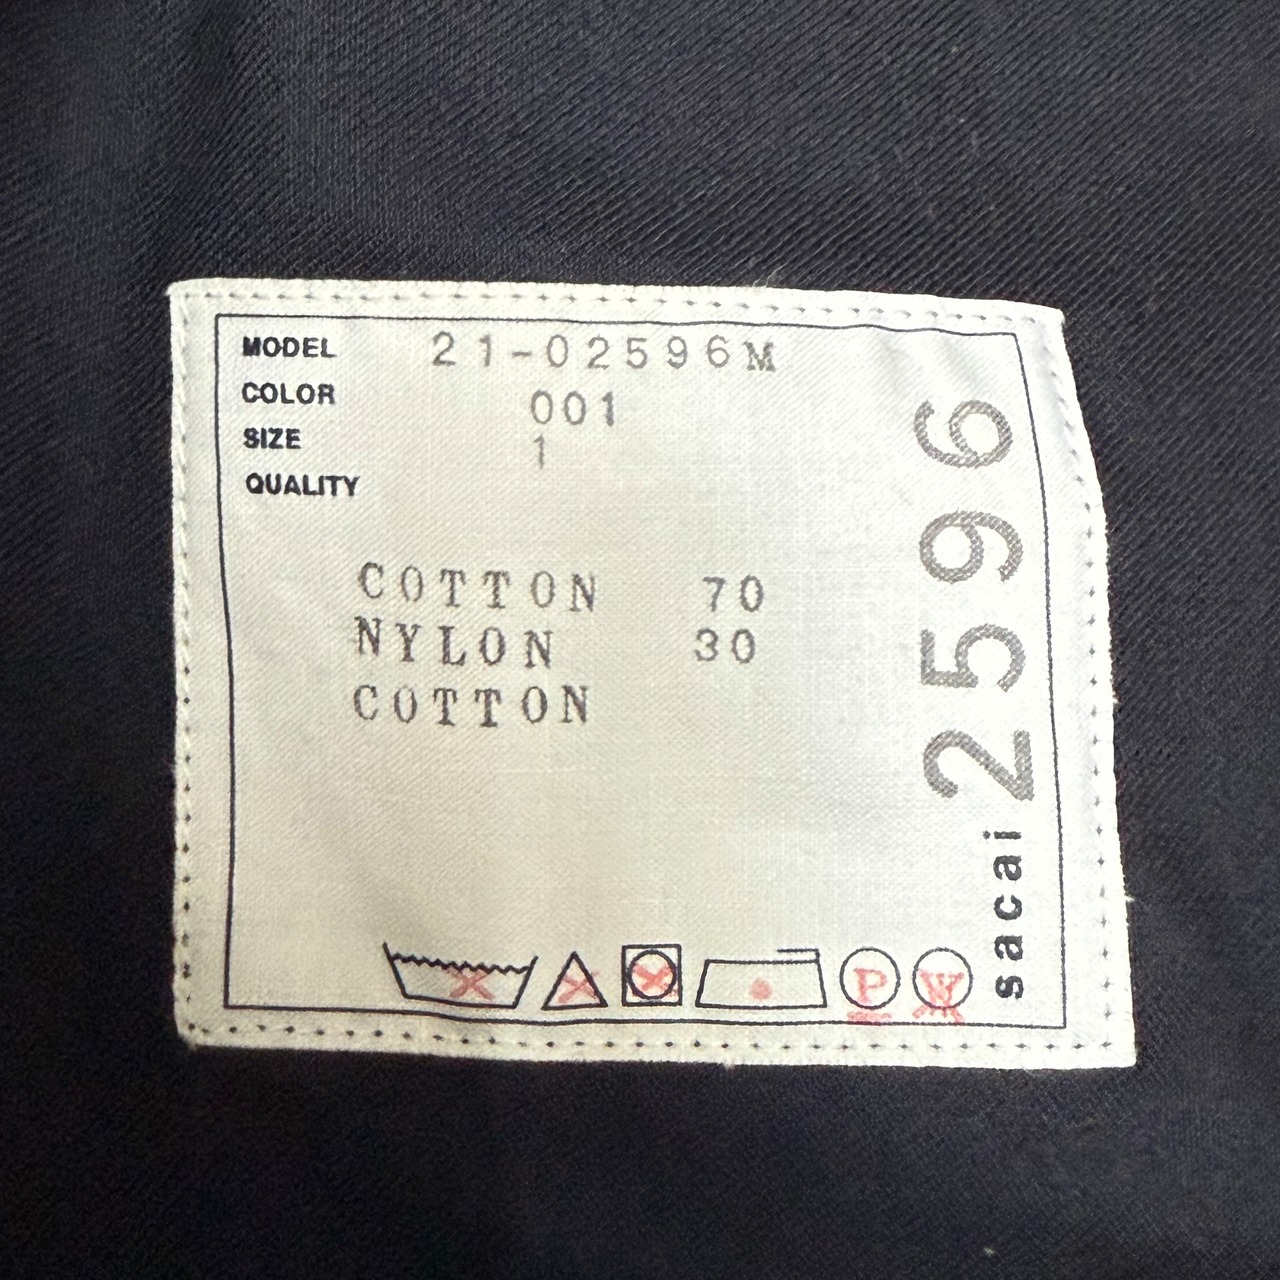 MODEL 21-02596M
COLOR 001
SIZE 1
QUALITY
COTTON 70
NYLON 30
COTTON
P
W
sacai 2596